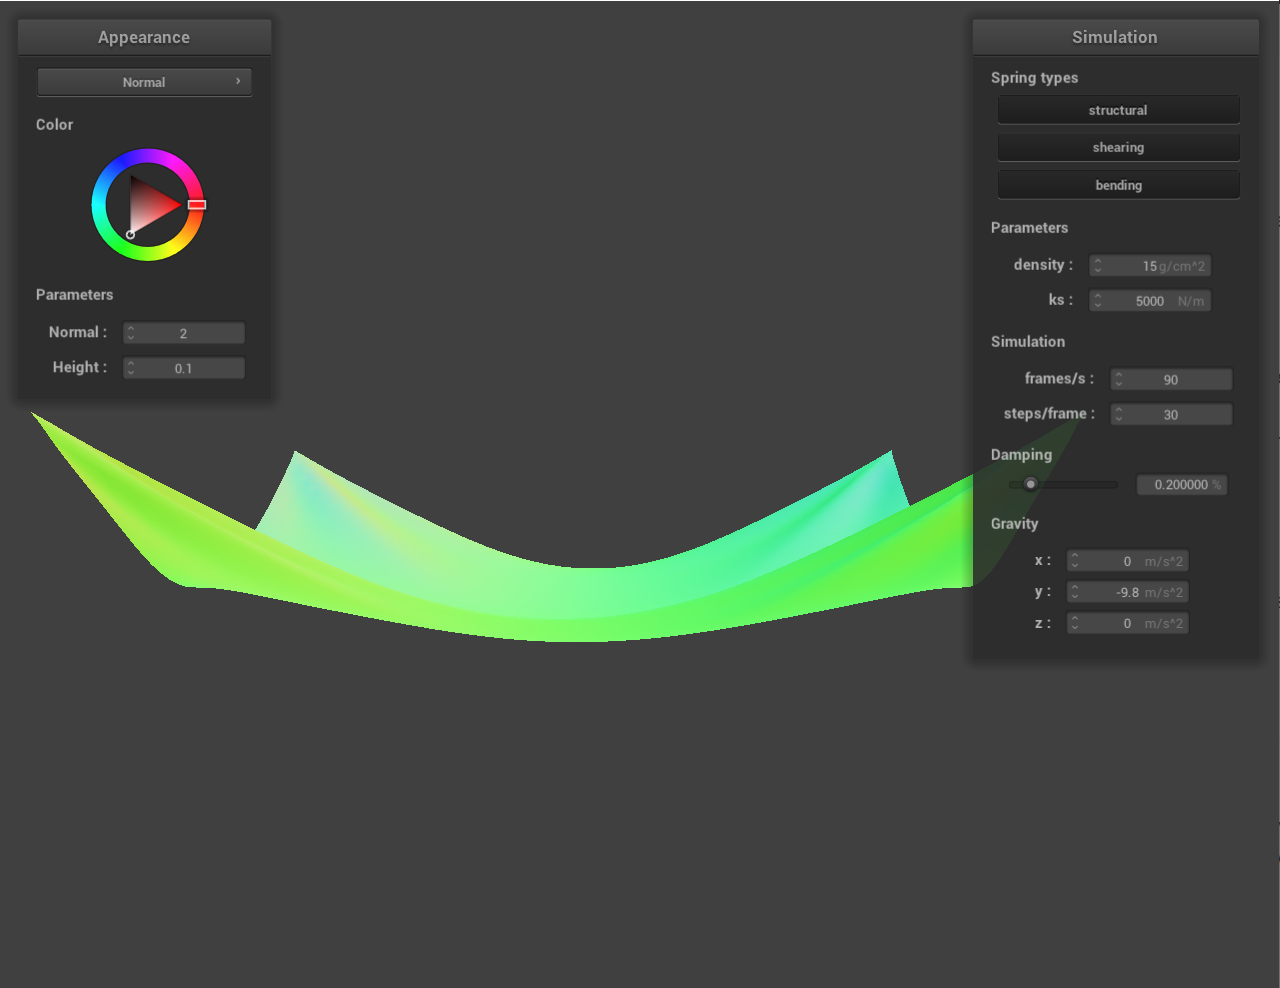 Appearance
Normal
Color
Parameters
Normal : 2
Height : 0.1
Simulation
Spring types
structural
shearing
bending
Parameters
density : 15 g/cm^2
ks : 5000 N/m
Simulation
frames/s : 90
steps/frame : 30
Damping
0.200000 %
Gravity
x : 0 m/s^2
y : -9.8 m/s^2
z : 0 m/s^2